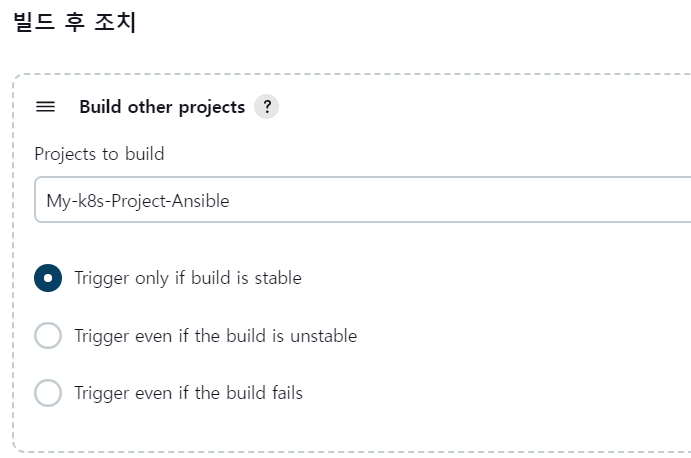 빌드 후 조치
Build other projects ?
Projects to build
My-k8s-Project-Ansible
Trigger only if build is stable
Trigger even if the build is unstable
Trigger even if the build fails